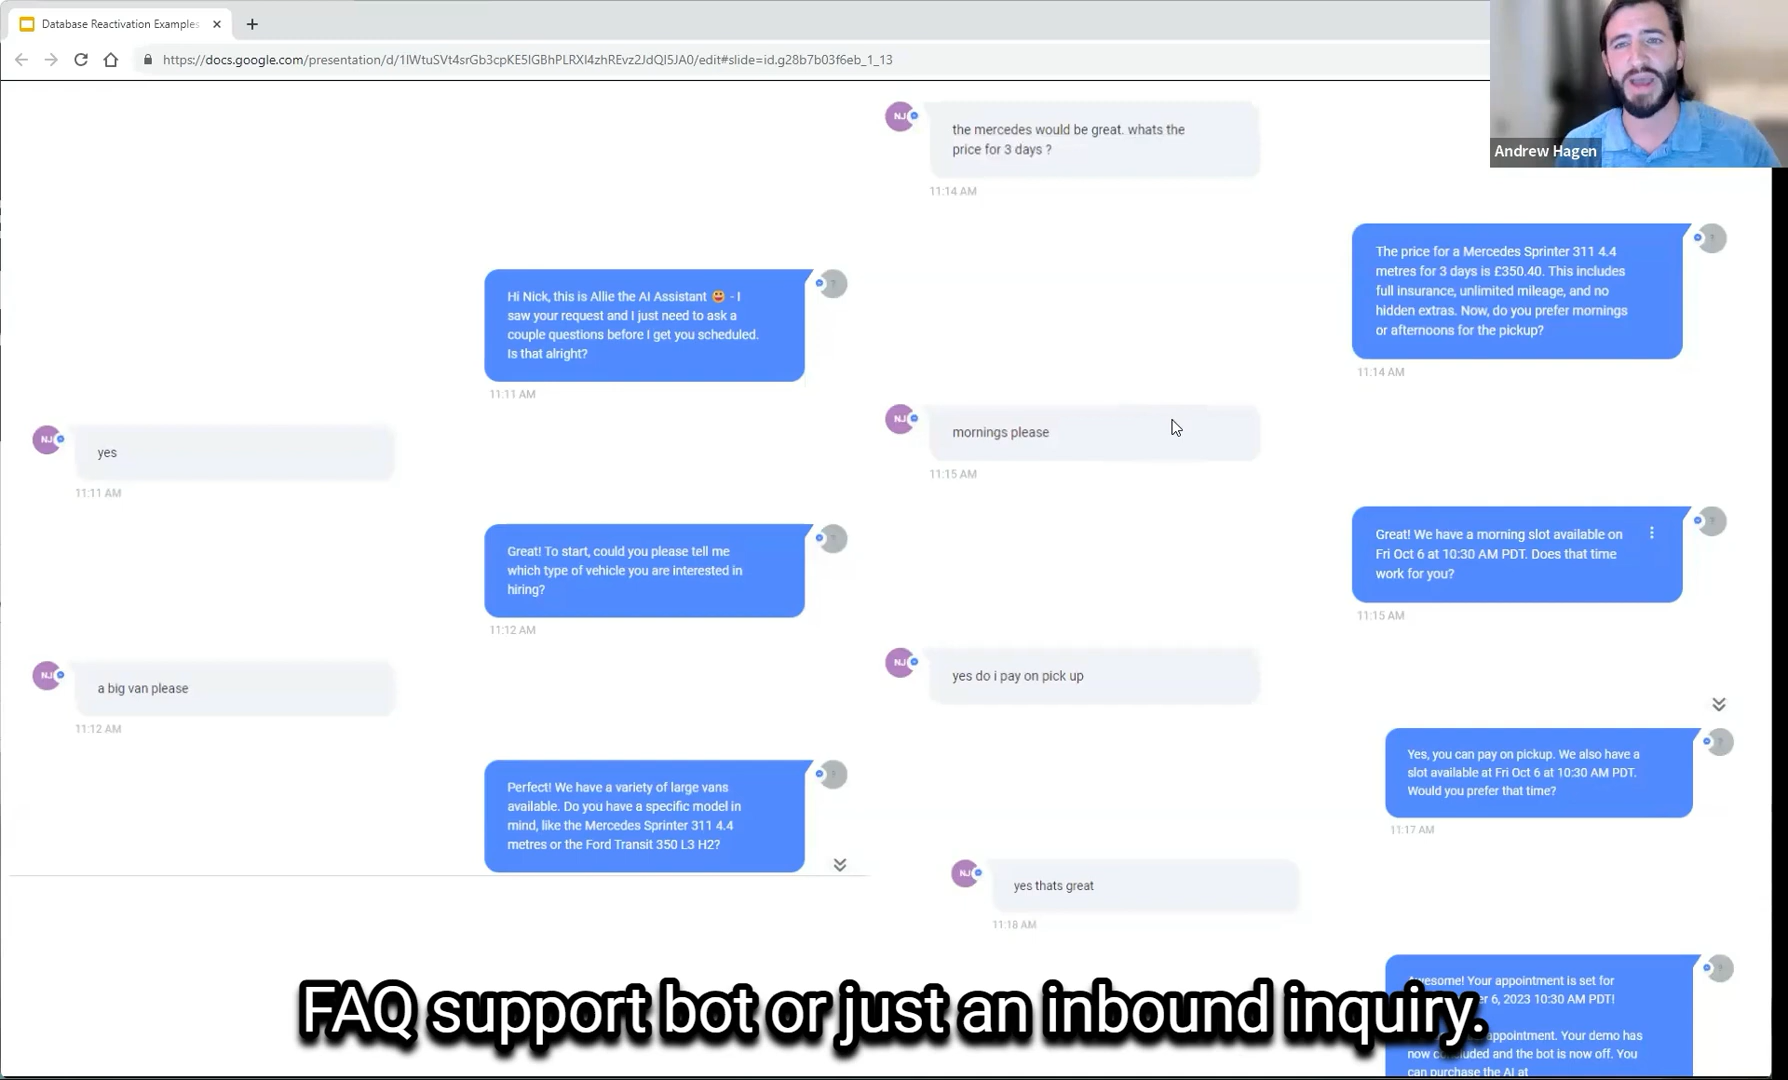 Database Reactivation Examples
https://docs.google.com/presentation/d/1lWtuSVt4srGb3cpKE5IGBhPLRXI4zhREvz2JdQl5JA0/edit#slide=id.g28b7b03f6eb_1_13
Andrew Hagen
Hi Nick, this is Allie the AI Assistant 😀 - I
saw your request and I just need to ask a
couple questions before I get you scheduled.
Is that alright?
11:11 AM
NJ
yes
11:11 AM
Great! To start, could you please tell me
which type of vehicle you are interested in
hiring?
11:12 AM
NJ
a big van please
11:12 AM
Perfect! We have a variety of large vans
available. Do you have a specific model in
mind, like the Mercedes Sprinter 311 4.4
metres or the Ford Transit 350 L3 H2?
NJ
the mercedes would be great. whats the
price for 3 days ?
11:14 AM
The price for a Mercedes Sprinter 311 4.4
metres for 3 days is £350.40. This includes
full insurance, unlimited mileage, and no
hidden extras. Now, do you prefer mornings
or afternoons for the pickup?
11:14 AM
NJ
mornings please
11:15 AM
Great! We have a morning slot available on
Fri Oct 6 at 10:30 AM PDT. Does that time
work for you?
11:15 AM
NJ
yes do i pay on pick up
Yes, you can pay on pickup. We also have a
slot available at Fri Oct 6 at 10:30 AM PDT.
Would you prefer that time?
11:17 AM
NJ
yes thats great
11:18 AM
Awesome! Your appointment is set for
6, 2023 10:30 AM PDT!
appointment. Your demo has
now concluded and the bot is now off. You
can purchase the AI at
FAQ support bot or just an inbound inquiry.